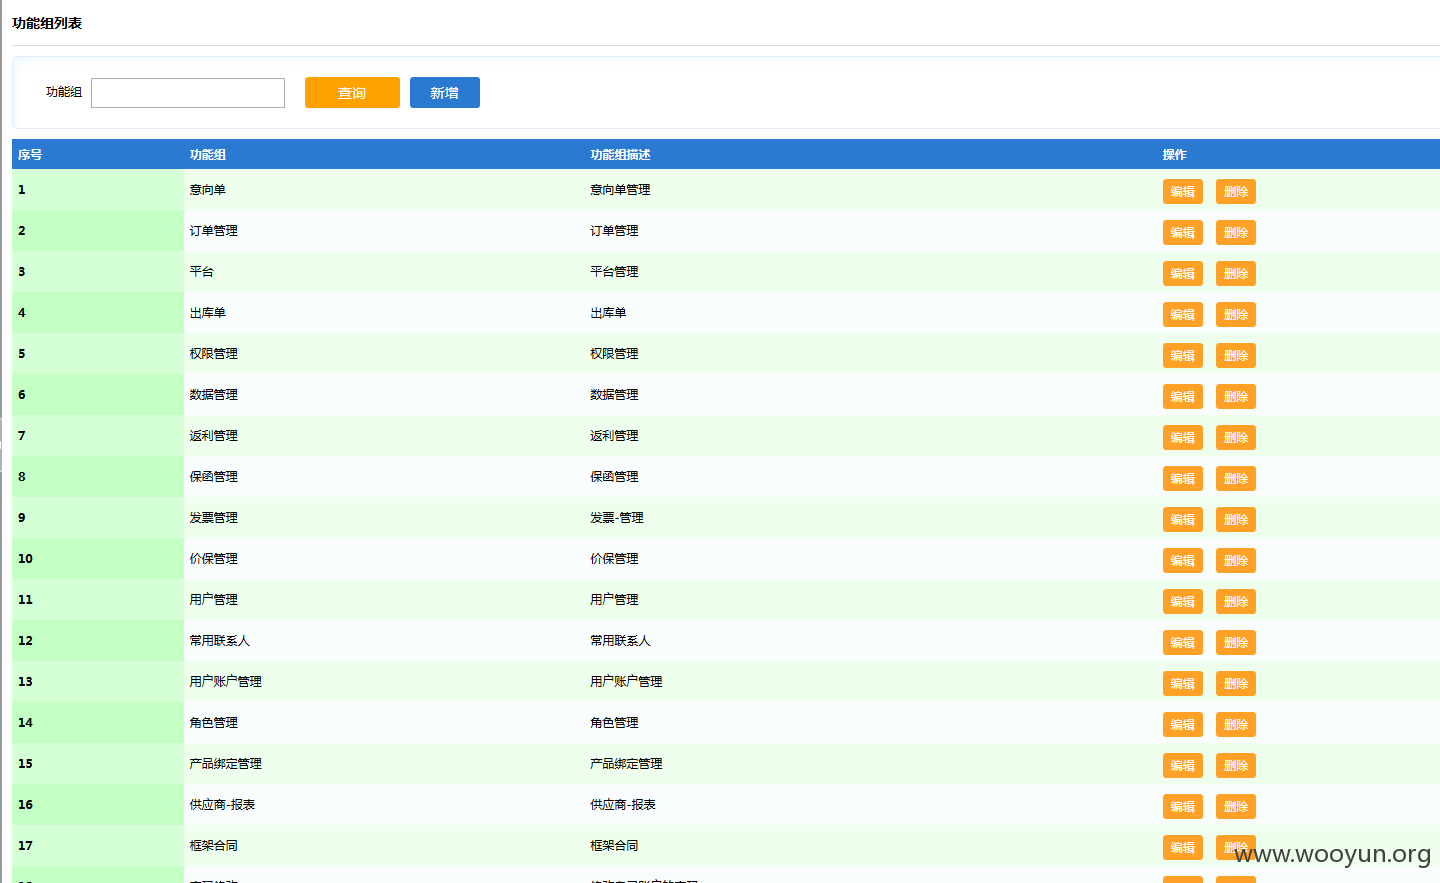 功能组列表
功能组 查询 新增
序号 功能组 功能组描述 操作
1 意向单 意向单管理 编辑 删除
2 订单管理 订单管理 编辑 删除
3 平台 平台管理 编辑 删除
4 出库单 出库单 编辑 删除
5 权限管理 权限管理 编辑 删除
6 数据管理 数据管理 编辑 删除
7 返利管理 返利管理 编辑 删除
8 保函管理 保函管理 编辑 删除
9 发票管理 发票-管理 编辑 删除
10 价保管理 价保管理 编辑 删除
11 用户管理 用户管理 编辑 删除
12 常用联系人 常用联系人 编辑 删除
13 用户账户管理 用户账户管理 编辑 删除
14 角色管理 角色管理 编辑 删除
15 产品绑定管理 产品绑定管理 编辑 删除
16 供应商-报表 供应商-报表 编辑 删除
17 框架合同 框架合同 编辑 删除
www.wooyun.org